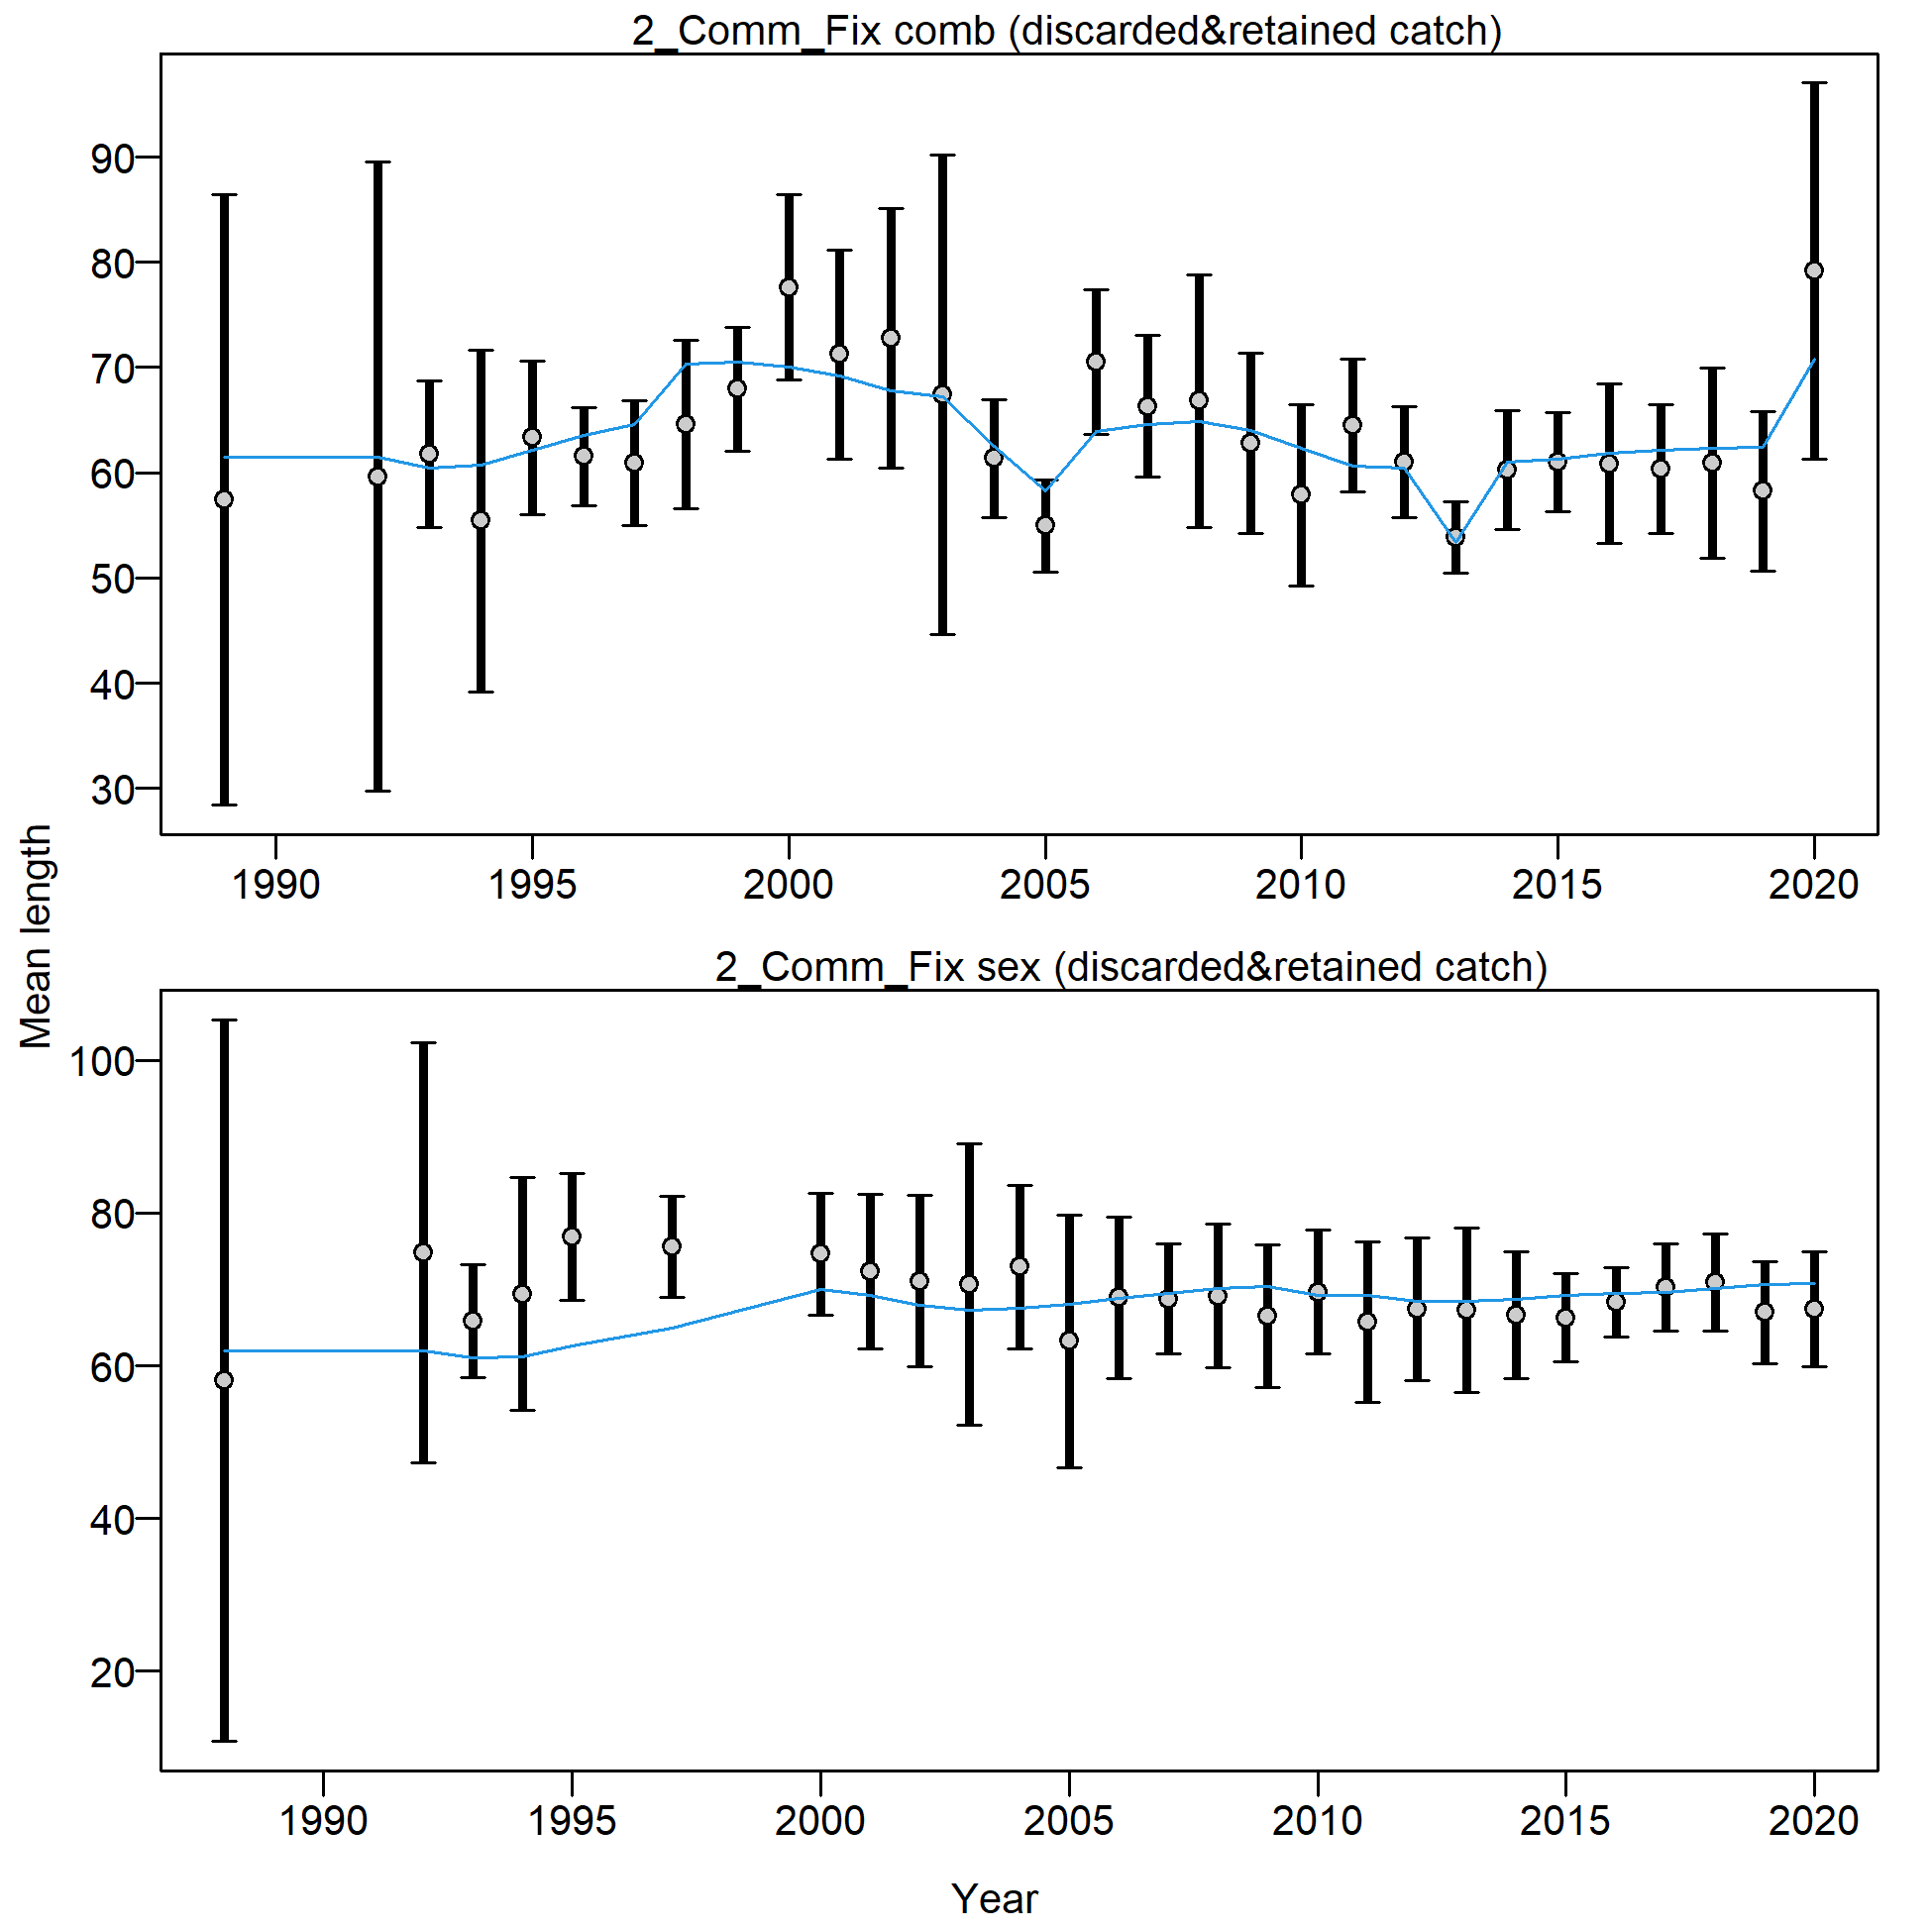 2_Comm_Fix comb (discarded&retained catch)
90
80
70
60
50
40
30
1990 1995 2000 2005 2010 2015 2020
Mean length
2_Comm_Fix sex (discarded&retained catch)
100
80
60
40
20
1990 1995 2000 2005 2010 2015 2020
Year